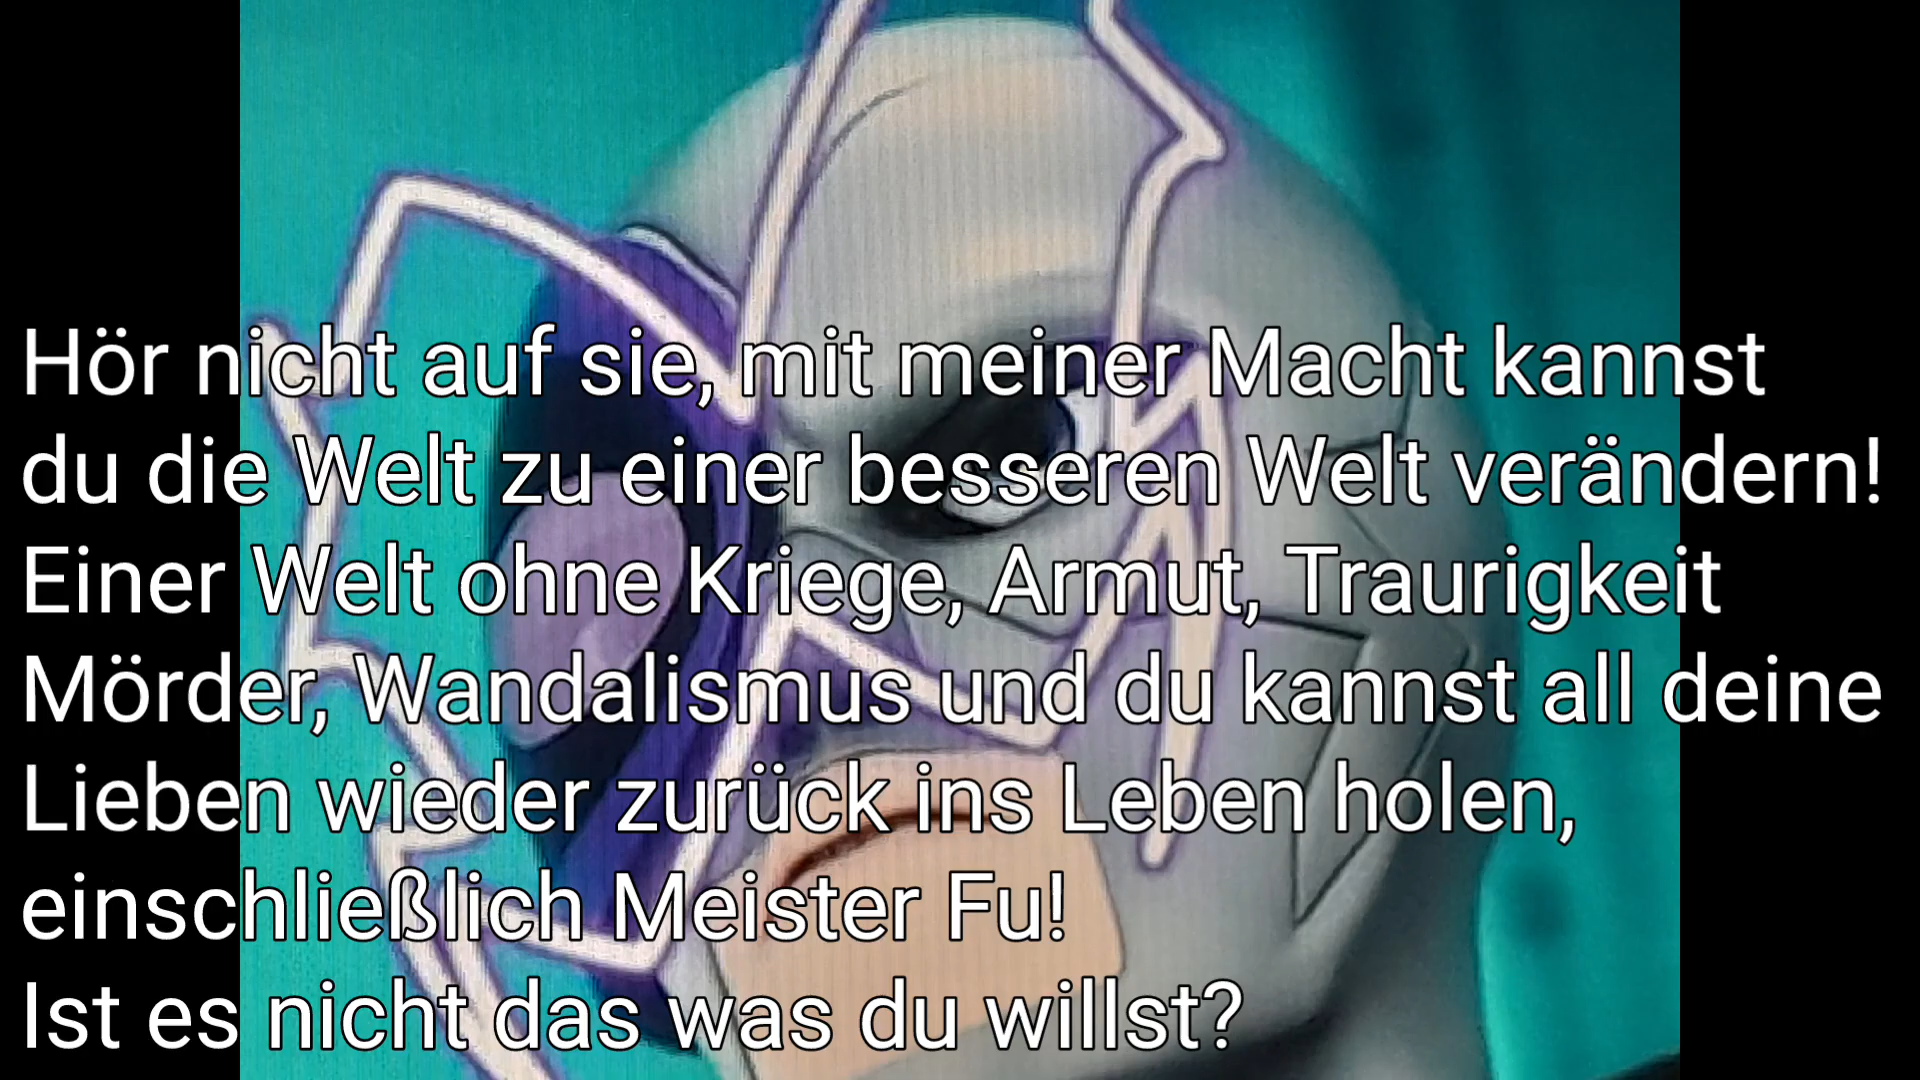 Hör nicht auf sie, mit meiner Macht kannst
du die Welt zu einer besseren Welt verändern!
Einer Welt ohne Kriege, Armut, Traurigkeit
Mörder, Wandalismus und du kannst all deine
Lieben wieder zurück ins Leben holen,
einschließlich Meister Fu!
Ist es nicht das was du willst?